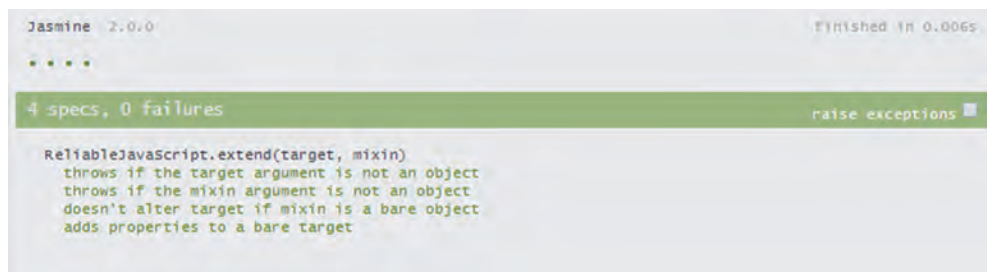 Jasmine 2.0.0 finished in 0.006s
• • • •
4 specs, 0 failures raise exceptions
ReliableJavaScript.extend(target, mixin)
throws if the target argument is not an object
throws if the mixin argument is not an object
doesn't alter target if mixin is a bare object
adds properties to a bare target